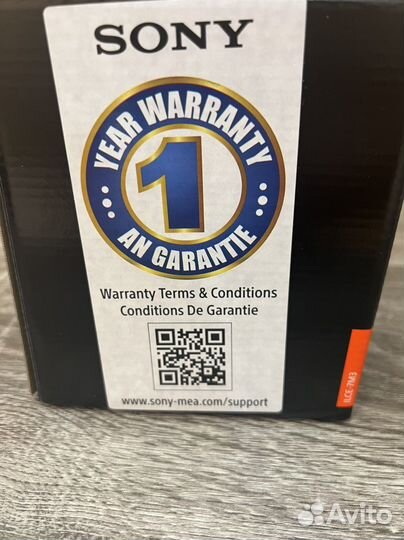 SONY
YEAR WARRANTY
1
AN GARANTIE
Warranty Terms & Conditions
Conditions De Garantie
www.sony-mea.com/support
ILCE-7M3
Avito